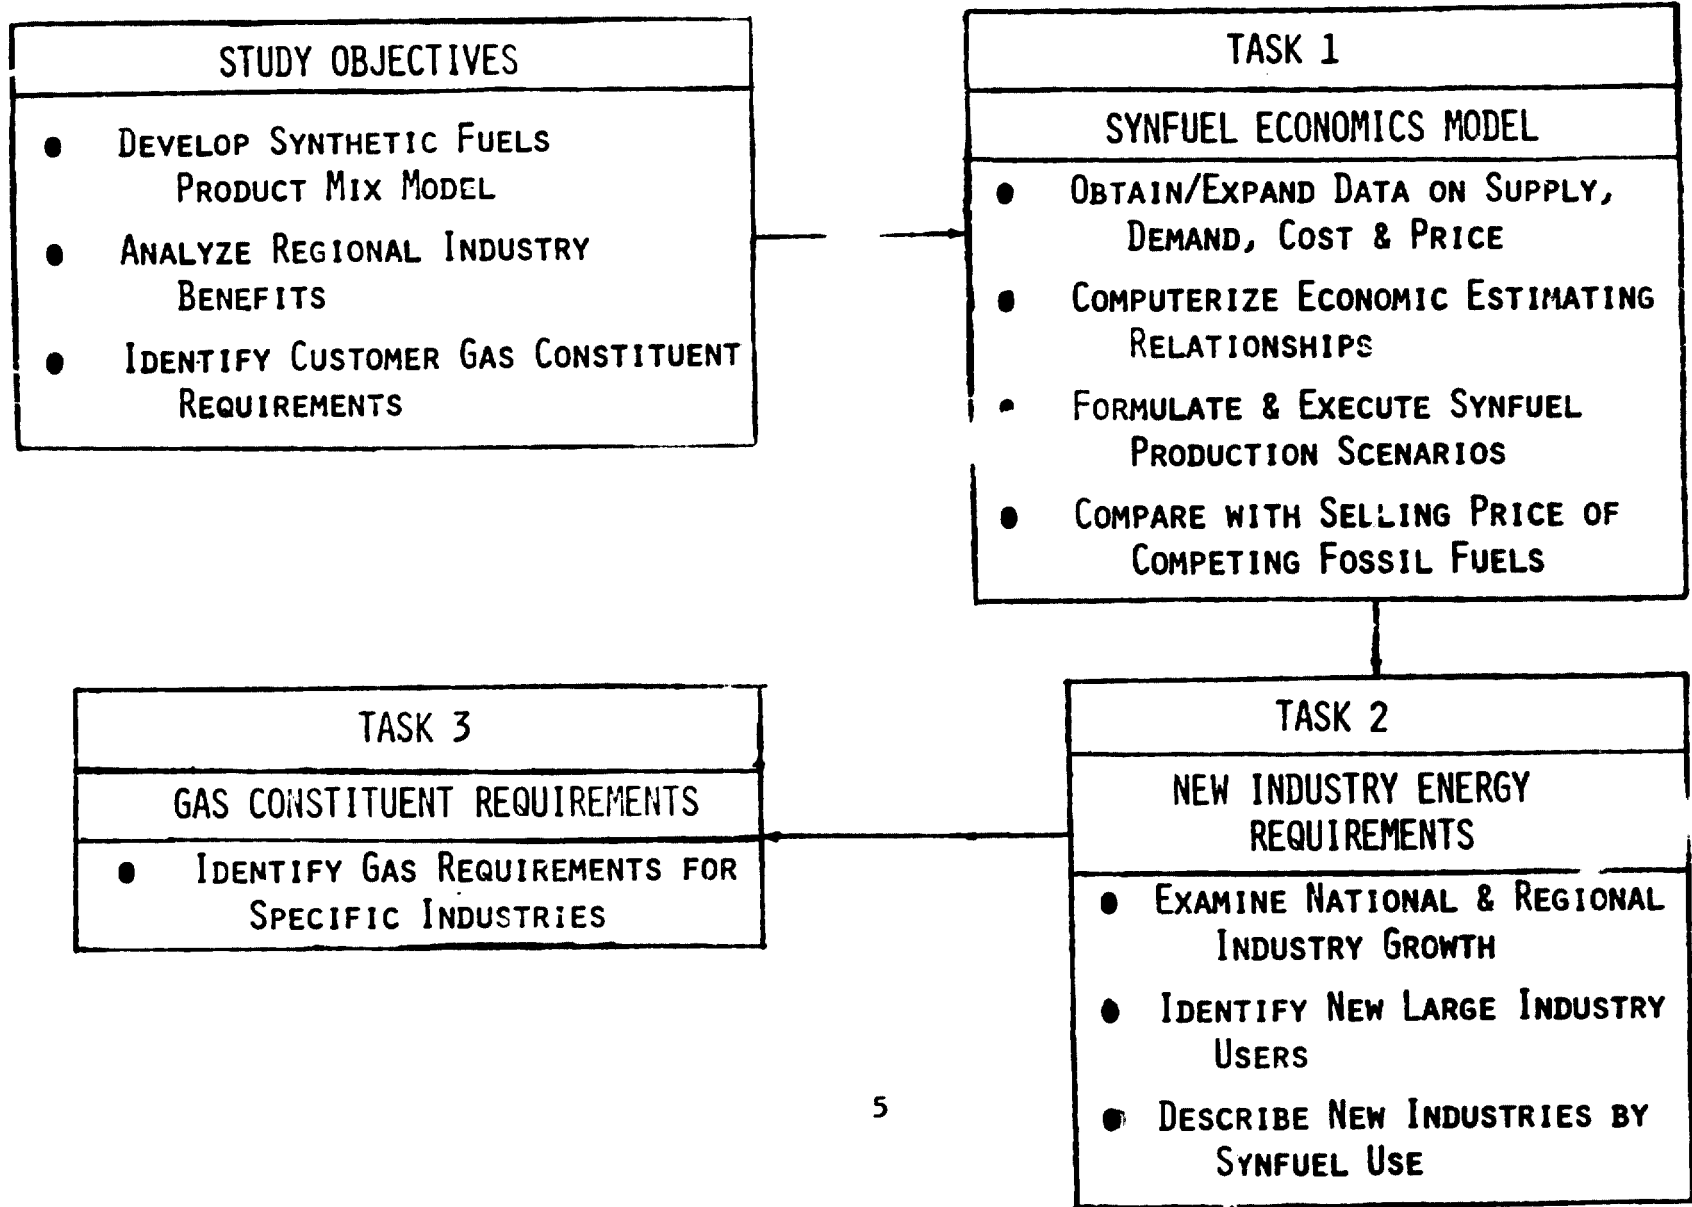 STUDY OBJECTIVES
● DEVELOP SYNTHETIC FUELS
PRODUCT MIX MODEL
● ANALYZE REGIONAL INDUSTRY
BENEFITS
● IDENTIFY CUSTOMER GAS CONSTITUENT
REQUIREMENTS
TASK 1
SYNFUEL ECONOMICS MODEL
● OBTAIN/EXPAND DATA ON SUPPLY,
DEMAND, COST & PRICE
● COMPUTERIZE ECONOMIC ESTIMATING
RELATIONSHIPS
● FORMULATE & EXECUTE SYNFUEL
PRODUCTION SCENARIOS
● COMPARE WITH SELLING PRICE OF
COMPETING FOSSIL FUELS
TASK 2
NEW INDUSTRY ENERGY
REQUIREMENTS
● EXAMINE NATIONAL & REGIONAL
INDUSTRY GROWTH
● IDENTIFY NEW LARGE INDUSTRY
USERS
● DESCRIBE NEW INDUSTRIES BY
SYNFUEL USE
TASK 3
GAS CONSTITUENT REQUIREMENTS
● IDENTIFY GAS REQUIREMENTS FOR
SPECIFIC INDUSTRIES
5